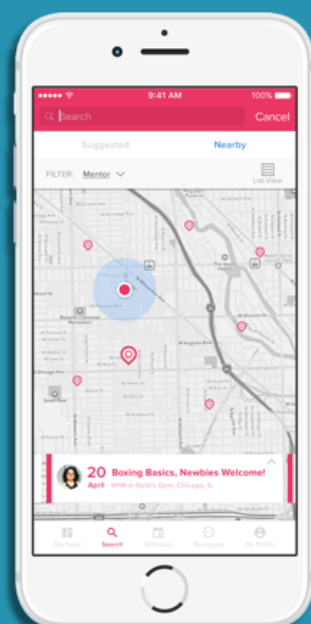 9:41 AM
100%
Search
Cancel
Suggested
Nearby
FILTER: Mentor
List View
20
April
Boxing Basics, Newbies Welcome!
6PM @ Gold's Gym, Chicago, IL
My Feed
Search
Schedule
Messages
My Profile